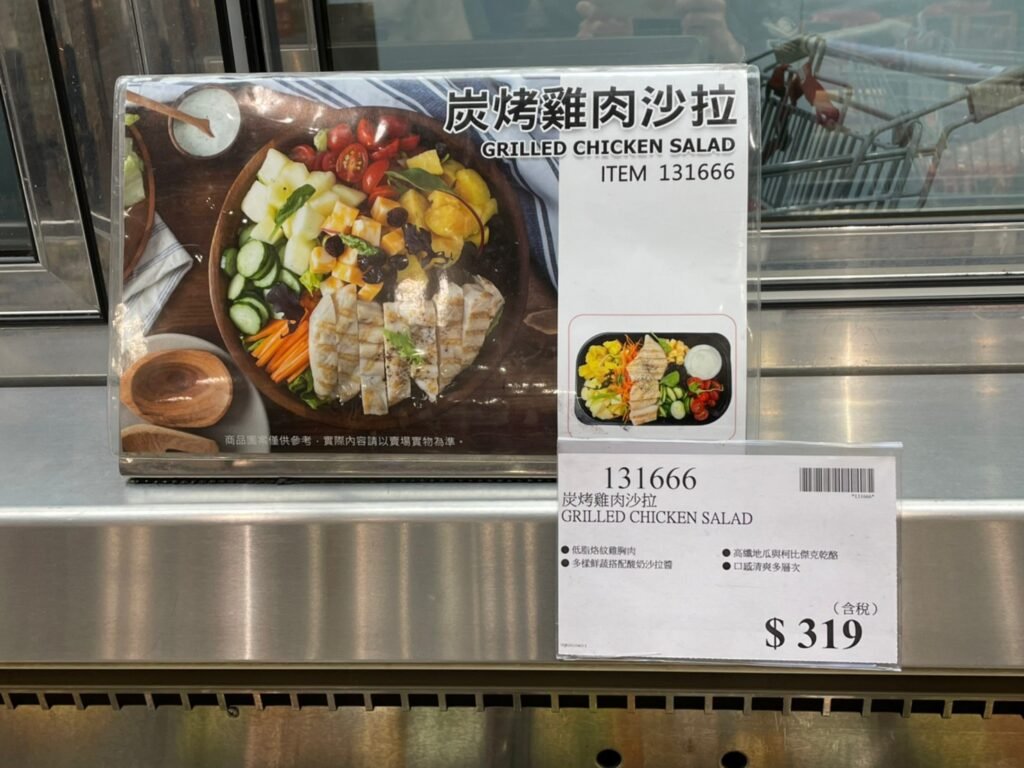 炭烤雞肉沙拉
GRILLED CHICKEN SALAD
ITEM 131666
商品圖案僅供參考，實際內容請以賣場實物為準。
131666
炭烤雞肉沙拉
GRILLED CHICKEN SALAD
"131666"
● 低脂烙紋雞胸肉
● 多樣鮮蔬搭配酸奶沙拉醬
● 高纖地瓜與柯比傑克乾酪
● 口感清爽多層次
（含稅）
$ 319